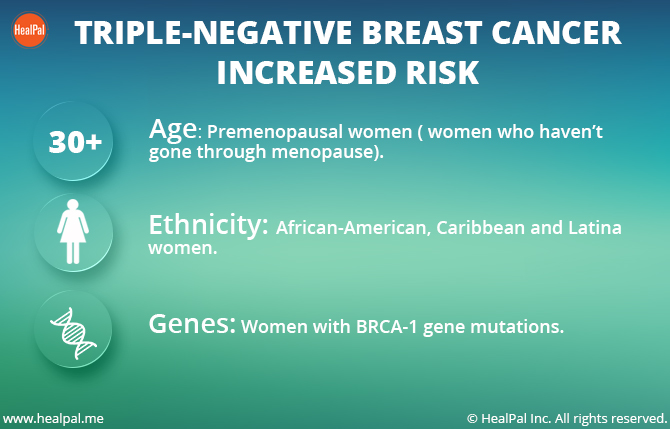 HealPal
TRIPLE-NEGATIVE BREAST CANCER
INCREASED RISK
30+
Age: Premenopausal women ( women who haven't
gone through menopause).
Ethnicity: African-American, Caribbean and Latina
women.
Genes: Women with BRCA-1 gene mutations.
www.healpal.me
© HealPal Inc. All rights reserved.